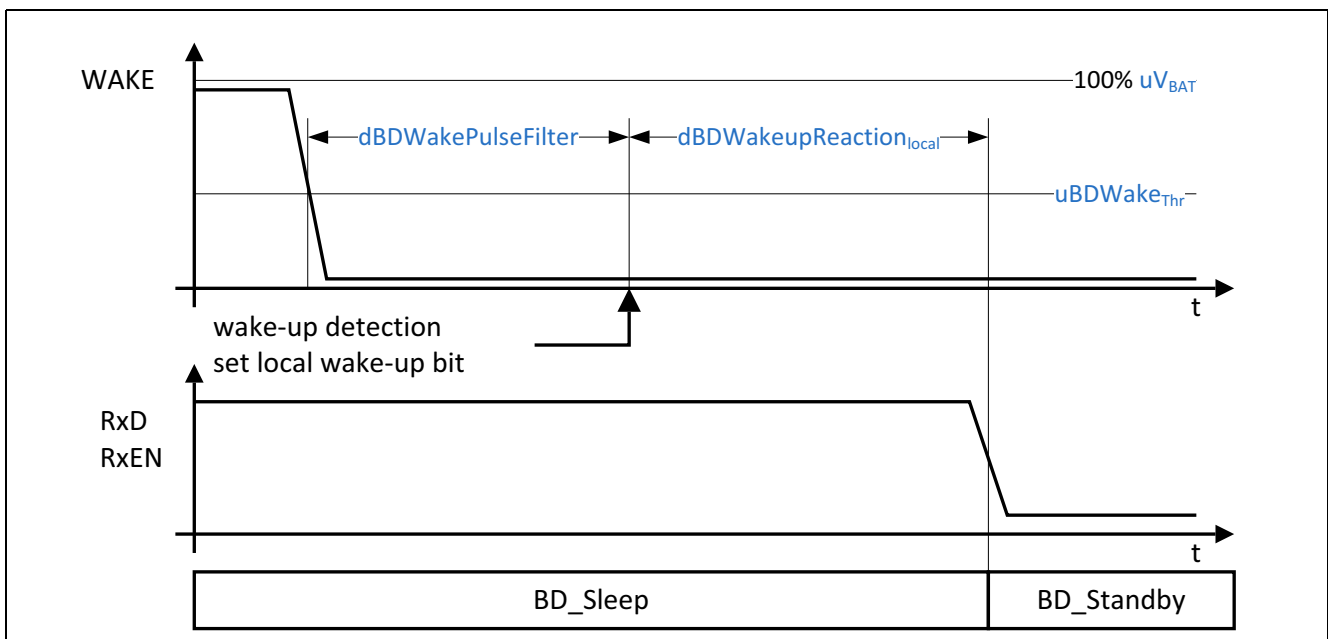 WAKE
100% uVBAT
dBDWakePulseFilter
dBDWakeupReactionlocal
uBDWakeThr
t
wake-up detection
set local wake-up bit
RxD
RxEN
t
BD_Sleep
BD_Standby